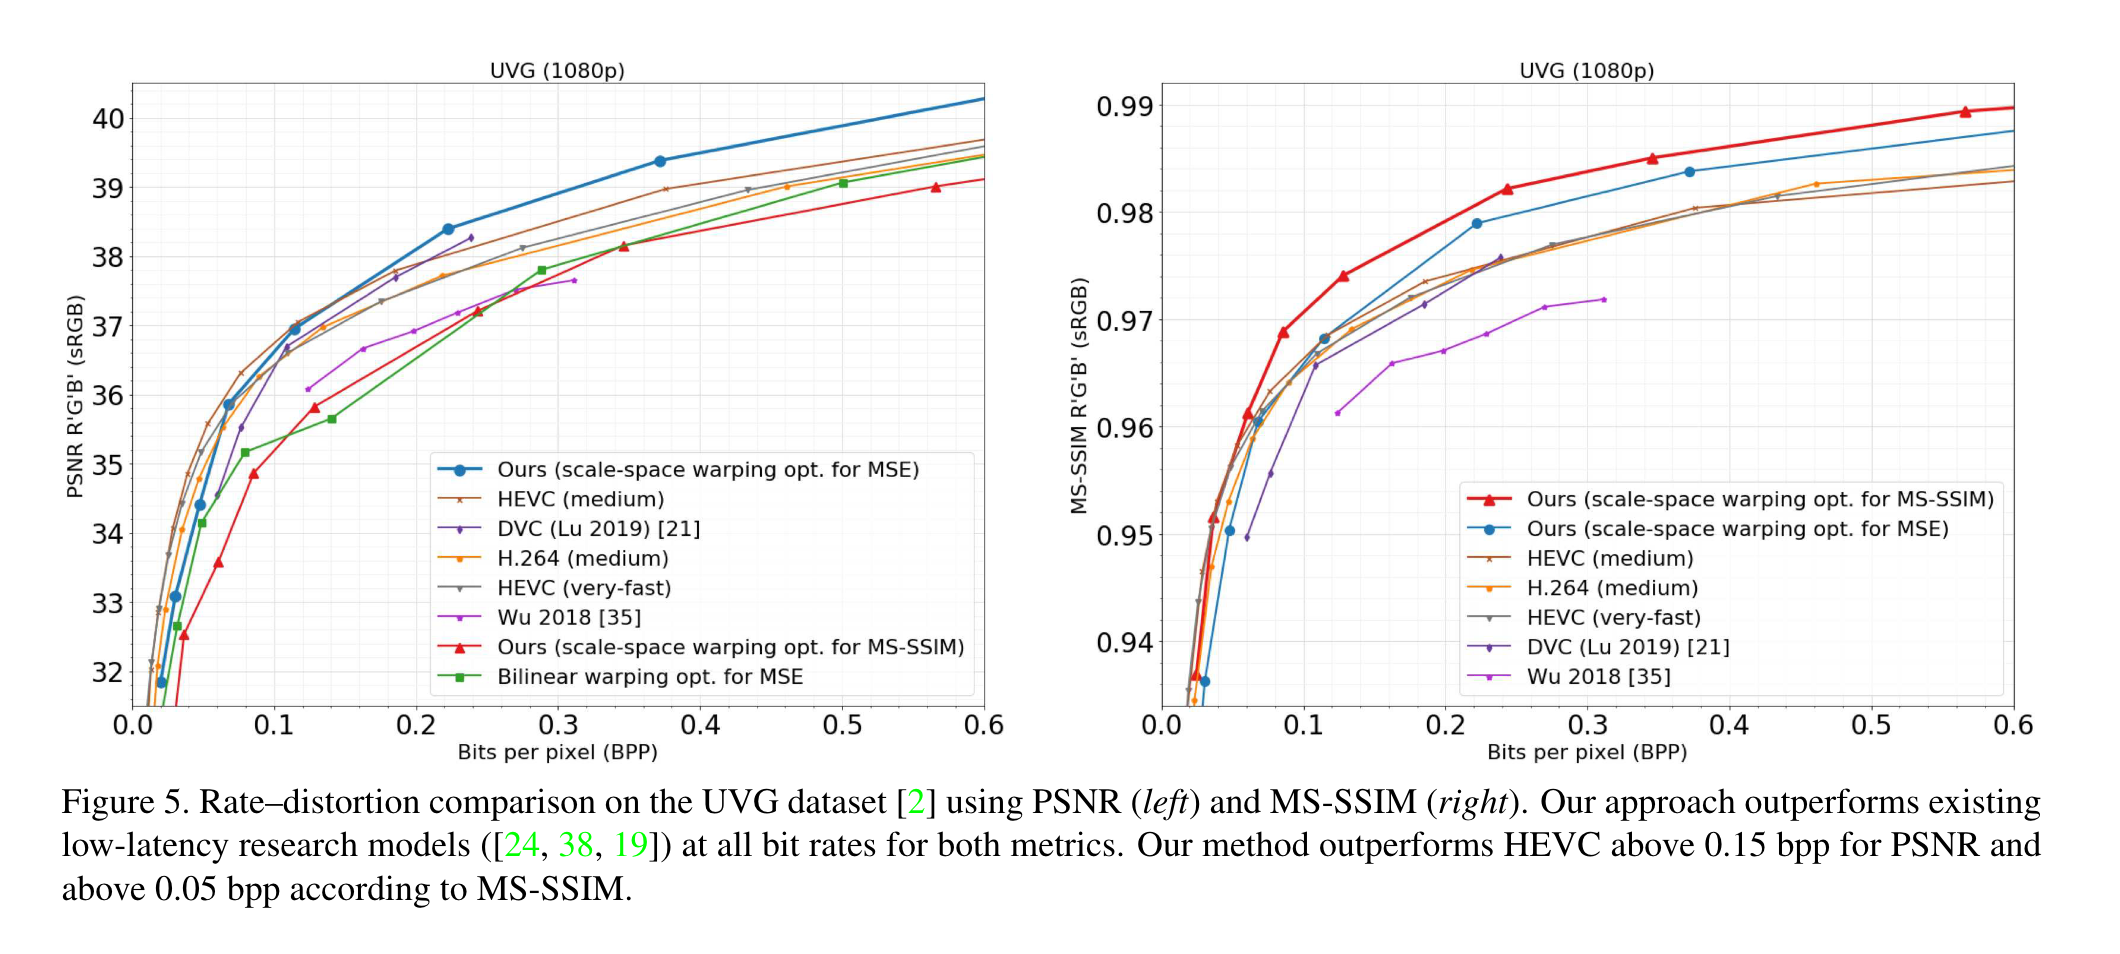 UVG (1080p)
40
39
38
37
36
35
34
33
32
PSNR R'G'B' (sRGB)
Ours (scale-space warping opt. for MSE)
HEVC (medium)
DVC (Lu 2019) [21]
H.264 (medium)
HEVC (very-fast)
Wu 2018 [35]
Ours (scale-space warping opt. for MS-SSIM)
Bilinear warping opt. for MSE
0.0 0.1 0.2 0.3 0.4 0.5 0.6
Bits per pixel (BPP)
UVG (1080p)
0.99
0.98
0.97
0.96
0.95
0.94
MS-SSIM R'G'B' (sRGB)
Ours (scale-space warping opt. for MS-SSIM)
Ours (scale-space warping opt. for MSE)
HEVC (medium)
H.264 (medium)
HEVC (very-fast)
DVC (Lu 2019) [21]
Wu 2018 [35]
0.0 0.1 0.2 0.3 0.4 0.5 0.6
Bits per pixel (BPP)
Figure 5. Rate–distortion comparison on the UVG dataset [2] using PSNR (left) and MS-SSIM (right). Our approach outperforms existing
low-latency research models ([24, 38, 19]) at all bit rates for both metrics. Our method outperforms HEVC above 0.15 bpp for PSNR and
above 0.05 bpp according to MS-SSIM.